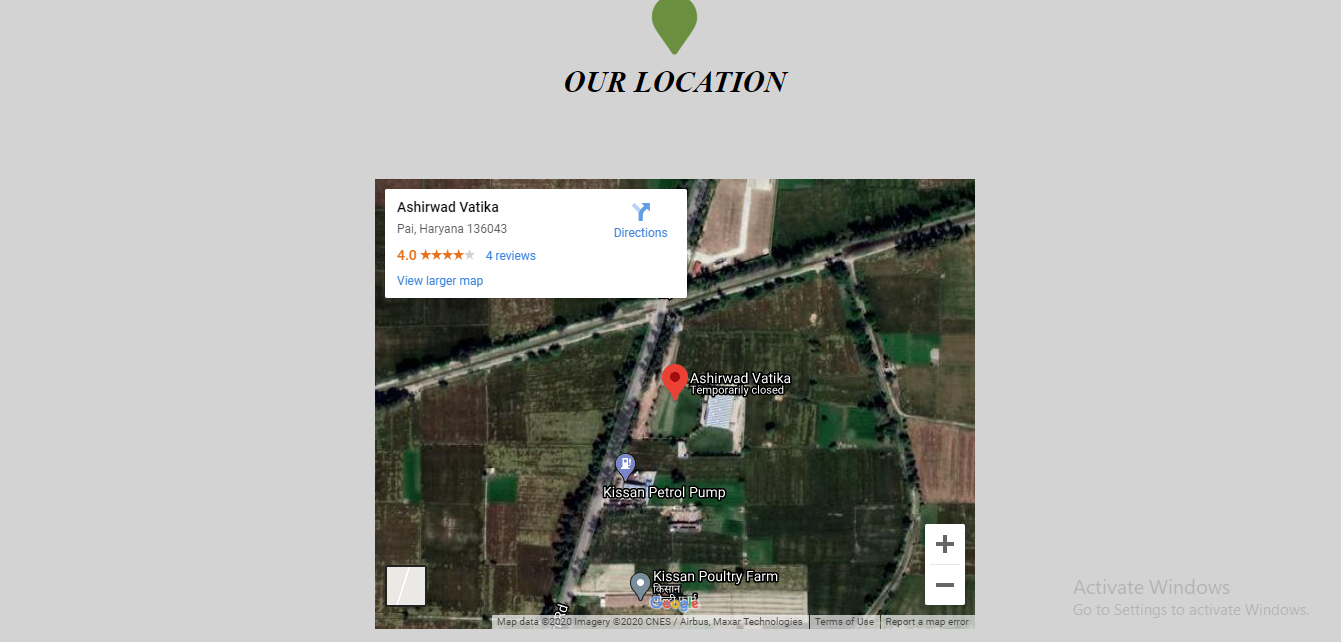 OUR LOCATION
Ashirwad Vatika
Pai, Haryana 136043
Directions
4.0 4 reviews
View larger map
Ashirwad Vatika
Temporarily closed
Kissan Petrol Pump
Kissan Poultry Farm
किसान
Google
Rd
Map data ©2020 Imagery ©2020 CNES / Airbus, Maxar Technologies Terms of Use Report a map error
Activate Windows
Go to Settings to activate Windows.